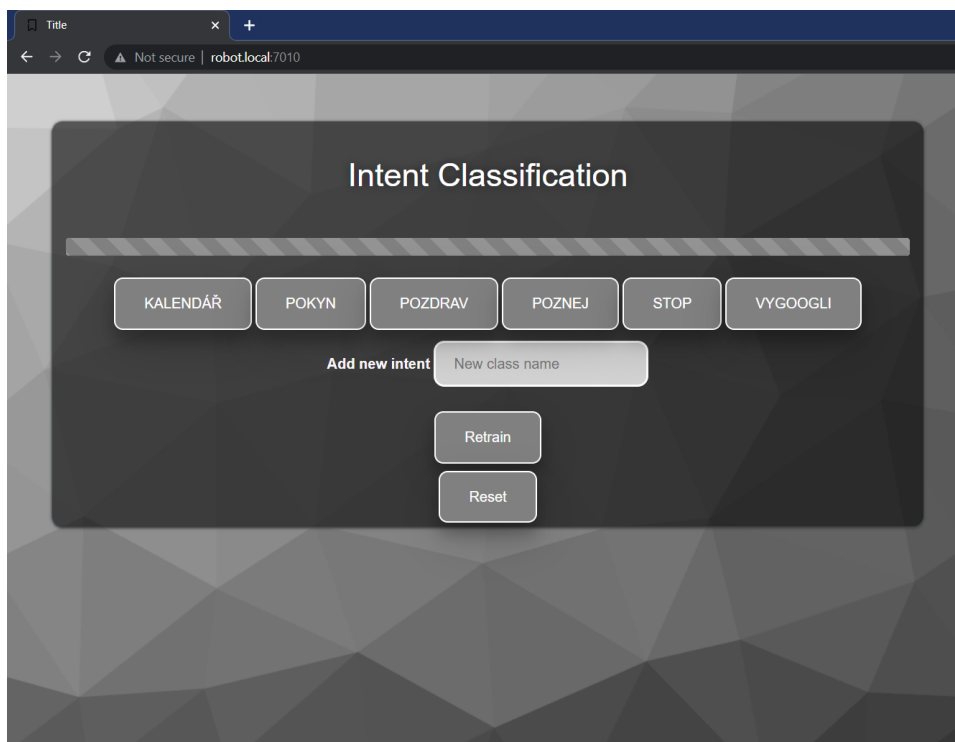 Title
Not secure | robot.local:7010
Intent Classification
KALENDÁŘ POKYN POZDRAV POZNEJ STOP VYGOOGLI
Add new intent New class name
Retrain
Reset